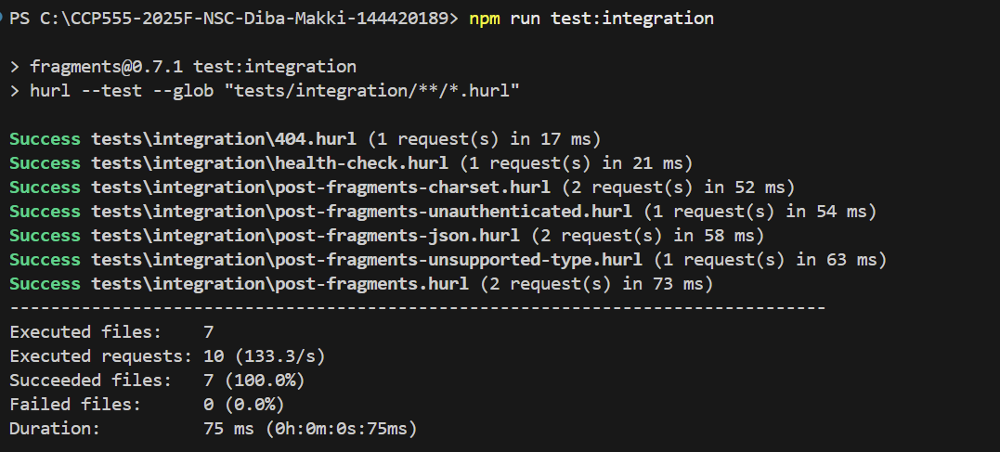 PS C:\CCP555-2025F-NSC-Diba-Makki-144420189> npm run test:integration
> fragments@0.7.1 test:integration
> hurl --test --glob "tests/integration/**/*.hurl"
Success tests\integration\404.hurl (1 request(s) in 17 ms)
Success tests\integration\health-check.hurl (1 request(s) in 21 ms)
Success tests\integration\post-fragments-charset.hurl (2 request(s) in 52 ms)
Success tests\integration\post-fragments-unauthenticated.hurl (1 request(s) in 54 ms)
Success tests\integration\post-fragments-json.hurl (2 request(s) in 58 ms)
Success tests\integration\post-fragments-unsupported-type.hurl (1 request(s) in 63 ms)
Success tests\integration\post-fragments.hurl (2 request(s) in 73 ms)
--------------------------------------------------------------------------------
Executed files:    7
Executed requests: 10 (133.3/s)
Succeeded files:   7 (100.0%)
Failed files:      0 (0.0%)
Duration:          75 ms (0h:0m:0s:75ms)